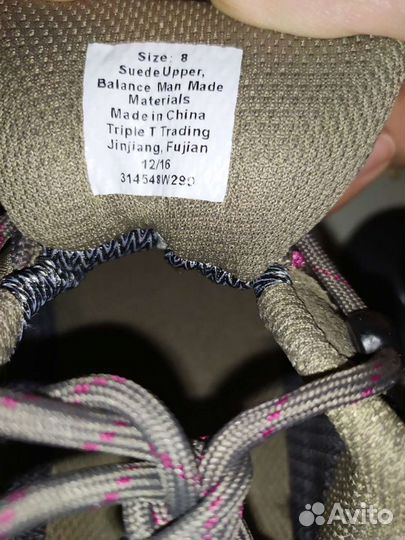 Size: 8
Suede Upper,
Balance Man Made
Materials
Made in China
Triple T Trading
Jinjiang, Fujian
12/16
314548W290
Avito